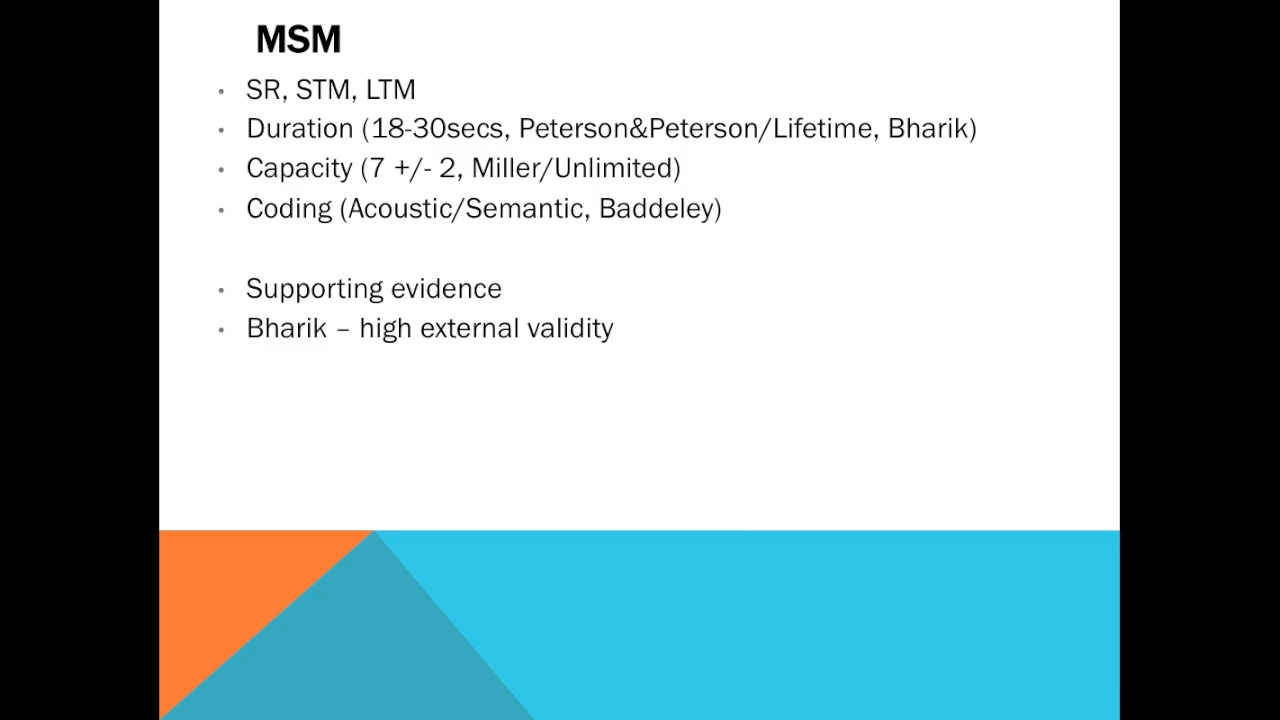 MSM
• SR, STM, LTM
• Duration (18-30secs, Peterson&Peterson/Lifetime, Bharik)
• Capacity (7 +/- 2, Miller/Unlimited)
• Coding (Acoustic/Semantic, Baddeley)
• Supporting evidence
• Bharik – high external validity